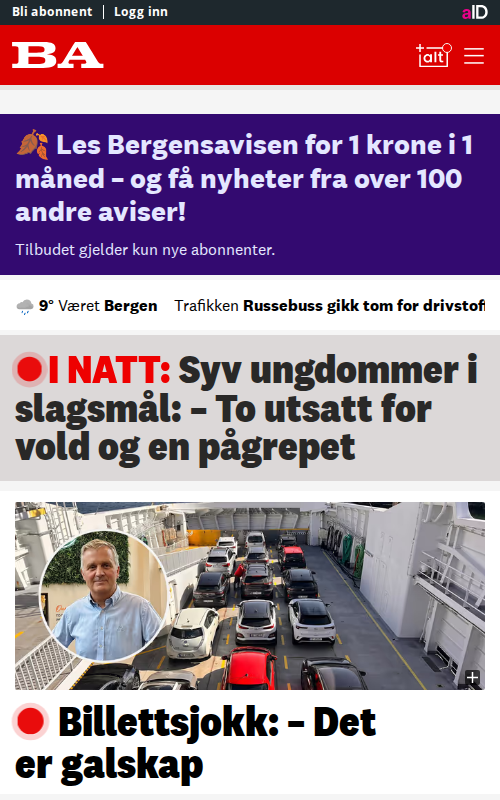 Bli abonnent
Logg inn
aID
BA
+alt
Les Bergensavisen for 1 krone i 1
måned – og få nyheter fra over 100
andre aviser!
Tilbudet gjelder kun nye abonnenter.
9° Været Bergen Trafikken Russebuss gikk tom for drivstoff
I NATT: Syv ungdommer i
slagsmål: – To utsatt for
vold og en pågrepet
Billettsjokk: – Det
er galskap